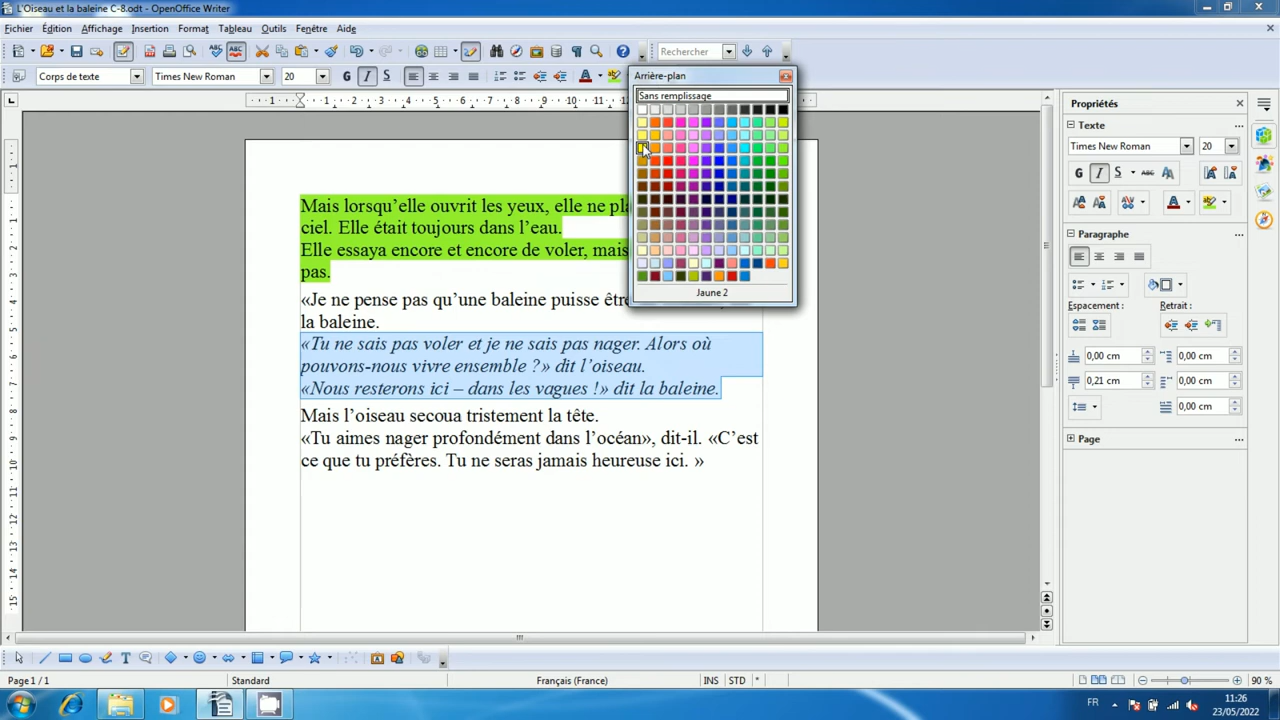 L'Oiseau et la baleine C-8.odt - OpenOffice Writer
Fichier Édition Affichage Insertion Format Tableau Outils Fenêtre Aide
Rechercher
Corps de texte Times New Roman 20
Arrière-plan
Sans remplissage
Jaune 2
Mais lorsqu'elle ouvrit les yeux, elle ne
ciel. Elle était toujours dans l'eau.
Elle essaya encore et encore de voler, mais
pas.
«Je ne pense pas qu'une baleine puisse
la baleine.
«Tu ne sais pas voler et je ne sais pas nager. Alors où
pouvons-nous vivre ensemble ?» dit l'oiseau.
«Nous resterons ici – dans les vagues !» dit la baleine.
Mais l'oiseau secoua tristement la tête.
«Tu aimes nager profondément dans l'océan», dit-il. «C'est
ce que tu préfères. Tu ne seras jamais heureuse ici. »
Propriétés
Texte
Times New Roman 20
Paragraphe
Espacement : Retrait :
0,00 cm 0,00 cm
0,21 cm 0,00 cm
0,00 cm
Page
Page 1 / 1 Standard Français (France) INS STD * 90 %
FR 11:26
23/05/2022